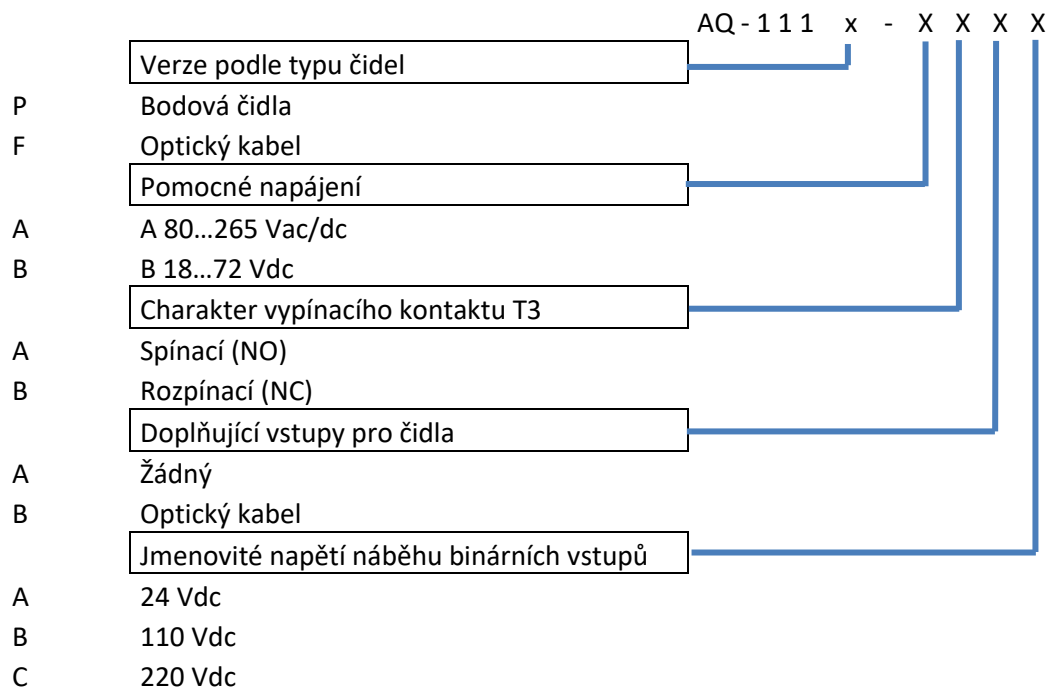 AQ - 1 1 1 x - X X X X
Verze podle typu čidel
P Bodová čidla
F Optický kabel
Pomocné napájení
A A 80...265 Vac/dc
B B 18...72 Vdc
Charakter vypínacího kontaktu T3
A Spínací (NO)
B Rozpínací (NC)
Doplňující vstupy pro čidla
A Žádný
B Optický kabel
Jmenovité napětí náběhu binárních vstupů
A 24 Vdc
B 110 Vdc
C 220 Vdc